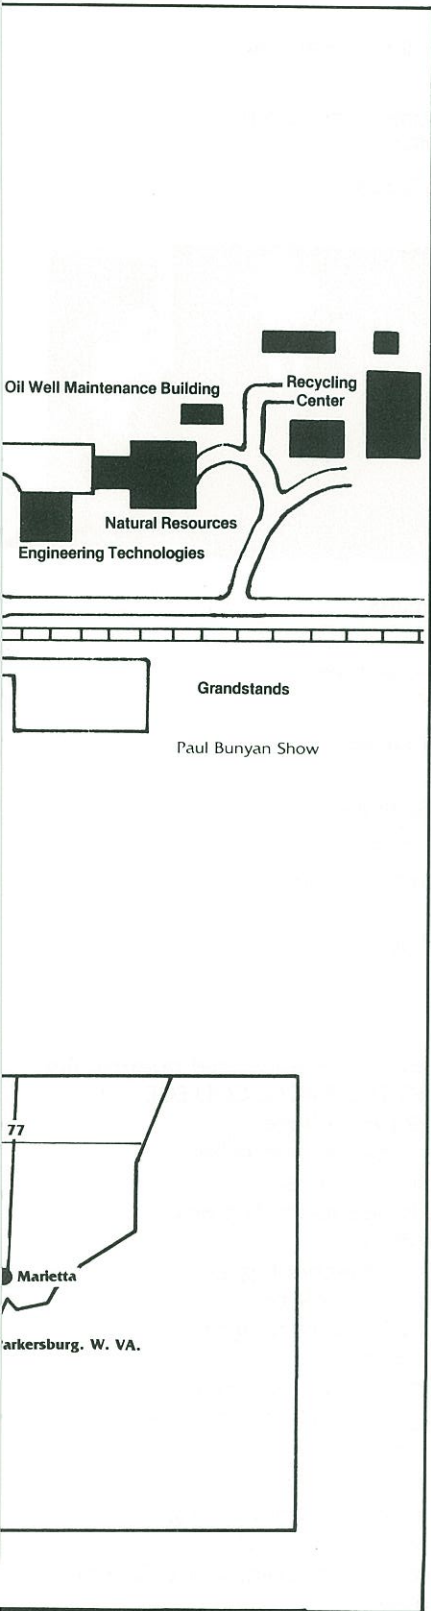 Oil Well Maintenance Building
Recycling
Center
Natural Resources
Engineering Technologies
Grandstands
Paul Bunyan Show
77
Marietta
arkersburg. W. VA.